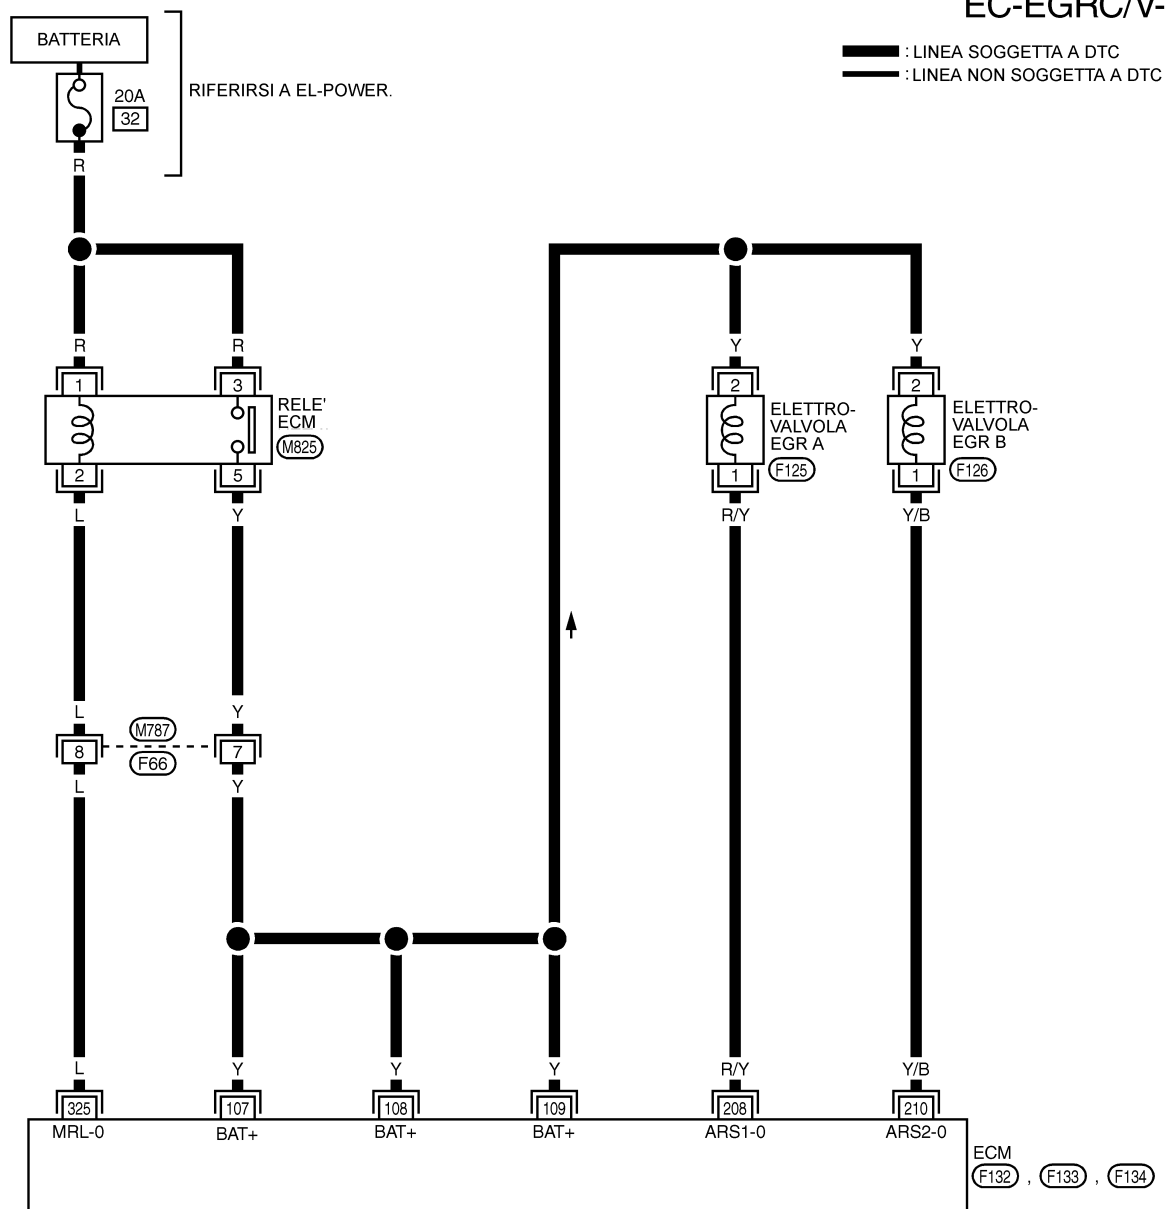 EC-EGRC/V-
BATTERIA
: LINEA SOGGETTA A DTC
: LINEA NON SOGGETTA A DTC
RIFERIRSI A EL-POWER.
20A
32
R
R R Y Y
1 3 2 2
RELE'
ECM
M825
ELETTRO-
VALVOLA
EGR A
F125
ELETTRO-
VALVOLA
EGR B
F126
2 5 1 1
L Y R/Y Y/B
L Y
M787
8 7
F66
L Y
L Y Y Y R/Y Y/B
325 107 108 109 208 210
MRL-0 BAT+ BAT+ BAT+ ARS1-0 ARS2-0
ECM
F132 , F133 , F134